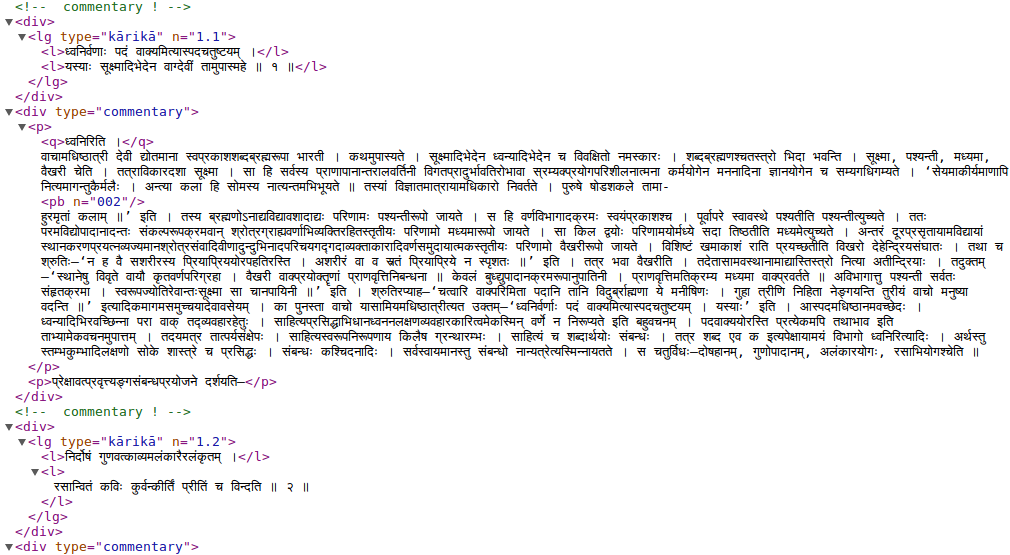 <!--  commentary ! -->
<div>
<lg type="kārikā" n="1.1">
<l>ध्वनिर्वणाः पदं वाक्यमित्यास्पदचतुष्टयम् ।</l>
<l>यस्याः सूक्ष्मादिभेदेन वाग्देवीं तामुपास्महे ॥ १ ॥</l>
</lg>
</div>
<div type="commentary">
<p>
<q>ध्वनिरिति ।</q>
वाचामधिष्ठात्री देवी द्योतमाना स्वप्रकाशशब्दब्रह्मरूपा भारती । कथमुपास्यते । सूक्ष्मादिभेदेन ध्वन्यादिभेदेन च विवक्षितो नमस्कारः । शब्दब्रह्मणश्चतस्त्रो भिदा भवन्ति । सूक्ष्मा, पश्यन्ती, मध्यमा,
वैखरी चेति । तत्राविकारदशा सूक्ष्मा । सा हि सर्वस्य प्राणापानान्तरालवर्तिनी विगतप्रादुर्भावतिरोभावा सरम्यक्प्रयोगपरिशीलनात्मना कर्मयोगेन मननादिना ज्ञानयोगेन च सम्यगधिगम्यते । ‘सेयमाकीर्यमाणापि
नित्यमागन्तुकैर्मलैः । अन्त्या कला हि सोमस्य नात्यन्तमभिभूयते ॥ तस्यां विज्ञातमात्रायामधिकारो निवर्तते । पुरुषे षोडशकले तामा-
<pb n="002"/>
हुरमृतां कलाम् ॥’ इति । तस्य ब्रह्मणोऽनाद्यविद्यावशादाद्यः परिणामः पश्यन्तीरूपो जायते । स हि वर्णविभागादक्रमः स्वयंप्रकाशश्च । पूर्वापरे स्वावस्थे पश्यतीति पश्यन्तीत्युच्यते । ततः
परमविद्योपादानदन्तः संकल्परूपक्रमवान् श्रोत्रग्राह्यवर्णाभिव्यक्तिरहितस्तृतीयः परिणामो मध्यमारूपो जायते । सा किल द्वयोः परिणामयोर्मध्ये सदा तिष्ठतीति मध्यमेत्युच्यते । अन्तरं दूरप्रसृतायामविद्यायां
स्थानकरणप्रयत्नव्यज्यमानश्रोत्रसंवादिवीणादुन्दुभिनादपरिचयगद्गदाव्यक्ताकारादिवर्णसमुदायात्मकस्तृतीयः परिणामो वैखरीरूपो जायते । विशिष्टं खमाकाशं राति प्रयच्छतीति विखरो देहेन्द्रियसंघातः । तथा च
श्रुतिः—‘न ह वै सशरीरस्य प्रियाप्रिययोरपहतिरस्ति । अशरीरं वा व सन्तं प्रियाप्रिये न स्पृशतः ॥’ इति । तत्र भवा वैखरीति । तदेतासामवस्थानामाद्यास्तिस्त्रो नित्या अतीन्द्रियाः । तदुक्तम्
—‘स्थानेषु विवृते वायौ कृतवर्णपरिग्रहा । वैखरी वाक्प्रयोक्तॄणां प्राणवृत्तिनिबन्धना ॥ केवलं बुध्द्युपादानक्रमरूपानुपातिनी । प्राणवृत्तिमतिक्रम्य मध्यमा वाक्प्रवर्तते ॥ अविभागात्तु पश्यन्ती सर्वतः
संहृतक्रमा । स्वरूपज्योतिरेवान्तःसूक्ष्मा सा चानपायिनी ॥’ इति । श्रुतिरप्याह—‘चत्वारि वाक्परिमिता पदानि तानि विदुर्ब्राह्मणा ये मनीषिणः । गुहा त्रीणि निहिता नेङ्गयन्ति तुरीयं वाचो मनुष्या
वदन्ति ॥’ इत्यादिकमागमसमुच्चयादेवावसेयम् । का पुनस्ता वाचो यासामियमधिष्ठात्रीत्यत उक्तम्—‘ध्वनिर्वर्णाः पदं वाक्यमित्यास्पदचतुष्टयम् । यस्याः’ इति । आस्पदमधिष्ठानमवच्छेदः ।
ध्वन्यादिभिरवच्छिन्ना परा वाक् तद्व्यवहारहेतुः । साहित्यप्रसिद्धाभिधानध्वननलक्षणव्यवहारकारित्वमेकस्मिन् वर्णे न निरूप्यते इति बहुवचनम् । पदवाक्ययोरस्ति प्रत्येकमपि तथाभाव इति
ताभ्यामेकवचनमुपात्तम् । तदयमत्र तात्पर्यसंक्षेपः । साहित्यस्वरूपनिरूपणाय किलैष ग्रन्थारम्भः । साहित्यं च शब्दार्थयोः संबन्धः । तत्र शब्द एव क इत्यपेक्षायामयं विभागो ध्वनिरित्यादिः । अर्थस्तु
स्तम्भकुम्भादिलक्षणो सोके शास्त्रे च प्रसिद्धः । संबन्धः कश्चिदनादिः । सर्वस्वायमानस्तु संबन्धो नान्यत्रेत्यस्मिन्नायतते । स चतुर्विधः—दोषहानम्, गुणोपादानम्, अलंकारयोगः, रसाभियोगश्चेति ॥
</p>
<p>प्रेक्षावत्प्रवृत्त्यङ्गसंबन्धप्रयोजने दर्शयति—</p>
</div>
<!--  commentary ! -->
<div>
<lg type="kārikā" n="1.2">
<l>निर्दोषं गुणवत्काव्यमलंकारैरलंकृतम् ।</l>
<l>
रसान्वितं कविः कुर्वन्कीर्तिं प्रीतिं च विन्दति ॥ २ ॥
</l>
</lg>
</div>
<div type="commentary">